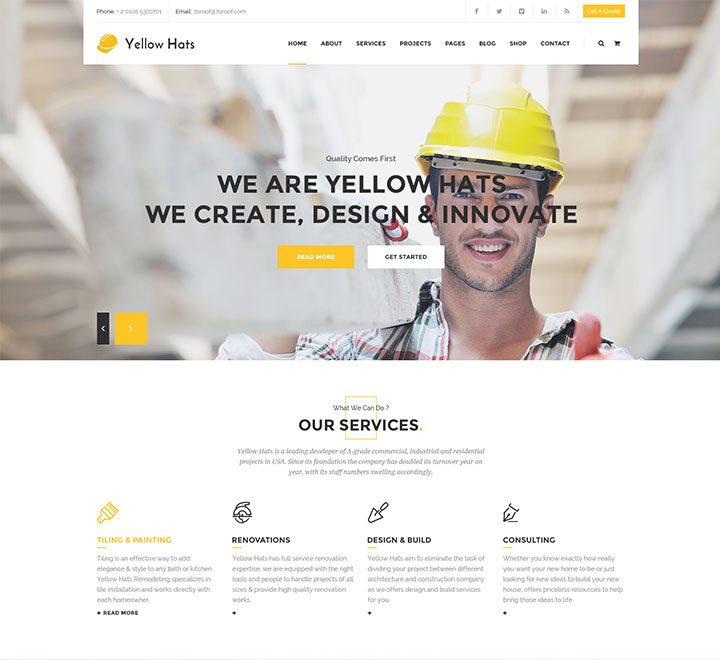 Phone: + 2 0106 5370701 Email: 7oroof@7oroof.com Get A Quote
Yellow Hats HOME ABOUT SERVICES PROJECTS PAGES BLOG SHOP CONTACT
Quality Comes First
WE ARE YELLOW HATS
WE CREATE, DESIGN & INNOVATE
READ MORE GET STARTED
What We Can Do ?
OUR SERVICES.
Yellow Hats is a leading developer of A-grade commercial, industrial and residential
projects in USA. Since its foundation the company has doubled its turnover year on
year, with its staff numbers swelling accordingly.
TILING & PAINTING
Tiling is an effective way to add
elegance & style to any bath or kitchen
Yellow Hats Remodeling specializes in
tile installation and works directly with
each homeowner.
+ READ MORE
RENOVATIONS
Yellow Hats has full service renovation
expertise, we are equipped with the right
tools and people to handle projects of all
sizes & provide high quality renovation
works.
+
DESIGN & BUILD
Yellow Hats aim to eliminate the task of
dividing your project between different
architecture and construction company
as we offers design and build services
for you.
+
CONSULTING
Whether you know exactly how really
you want your new home to be or just
looking for new ideas to build your new
house, offers priceless resources to help
bring those ideas to life.
+